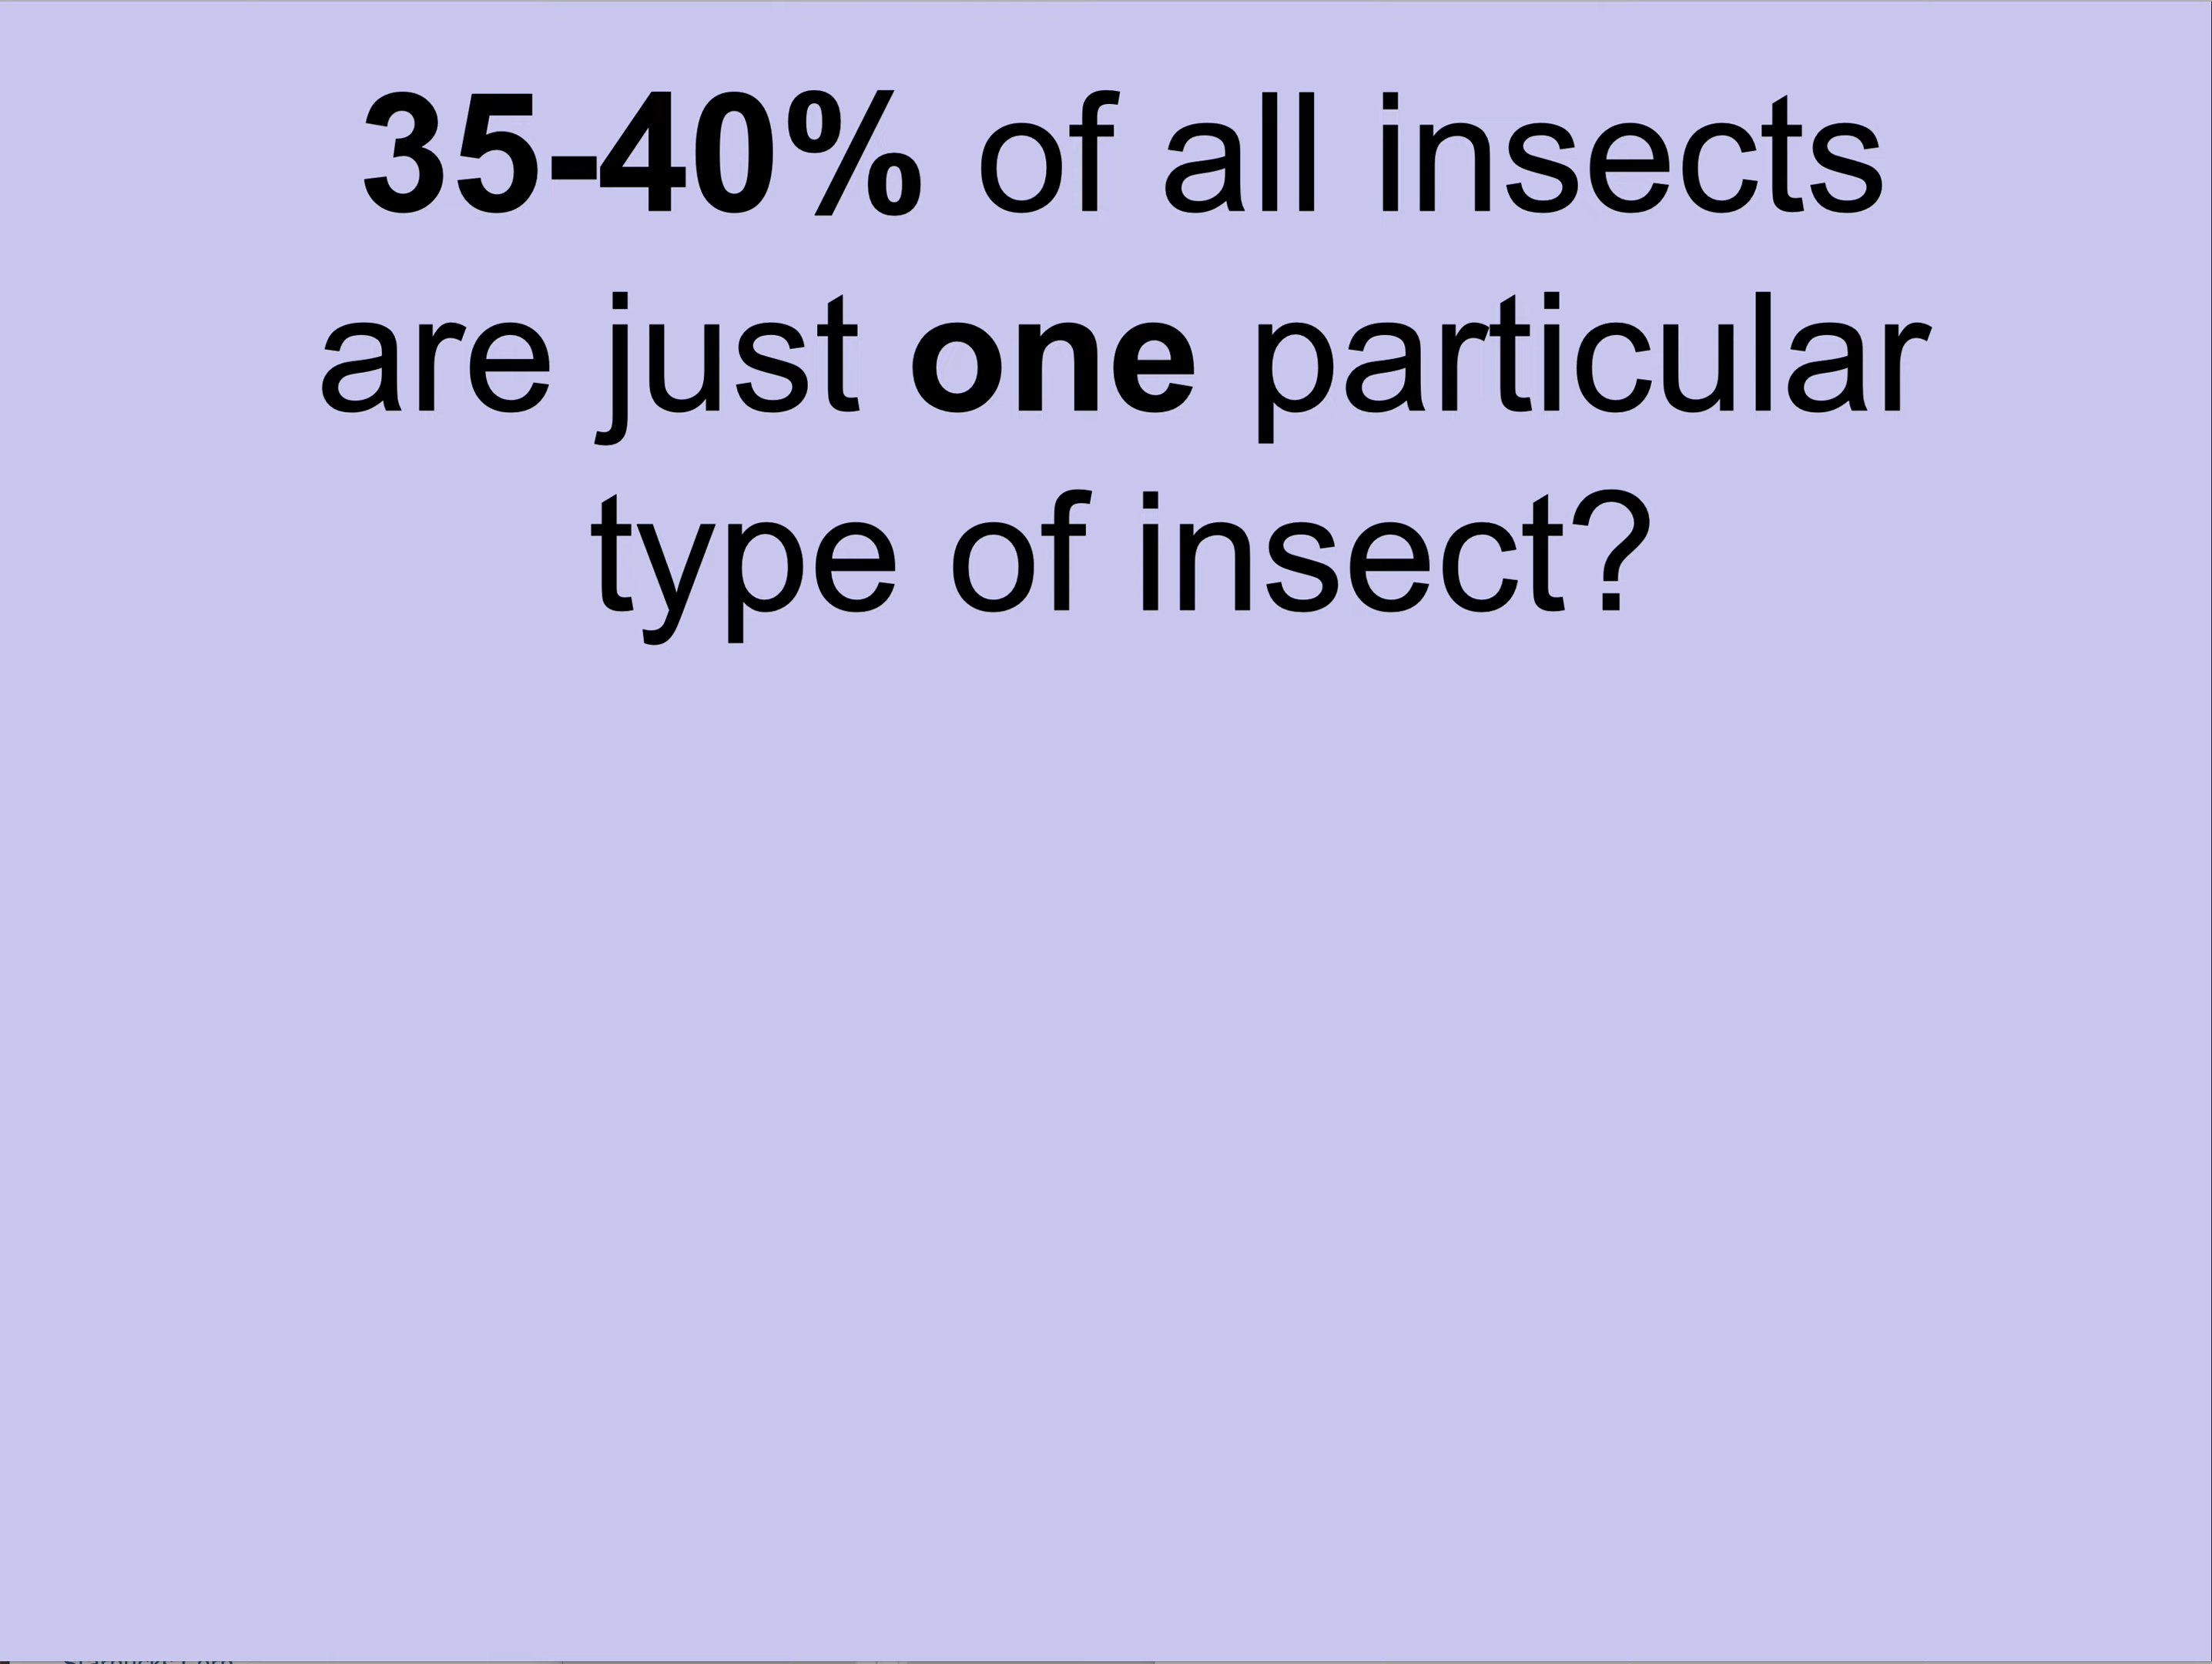 35-40% of all insects
are just one particular
type of insect?